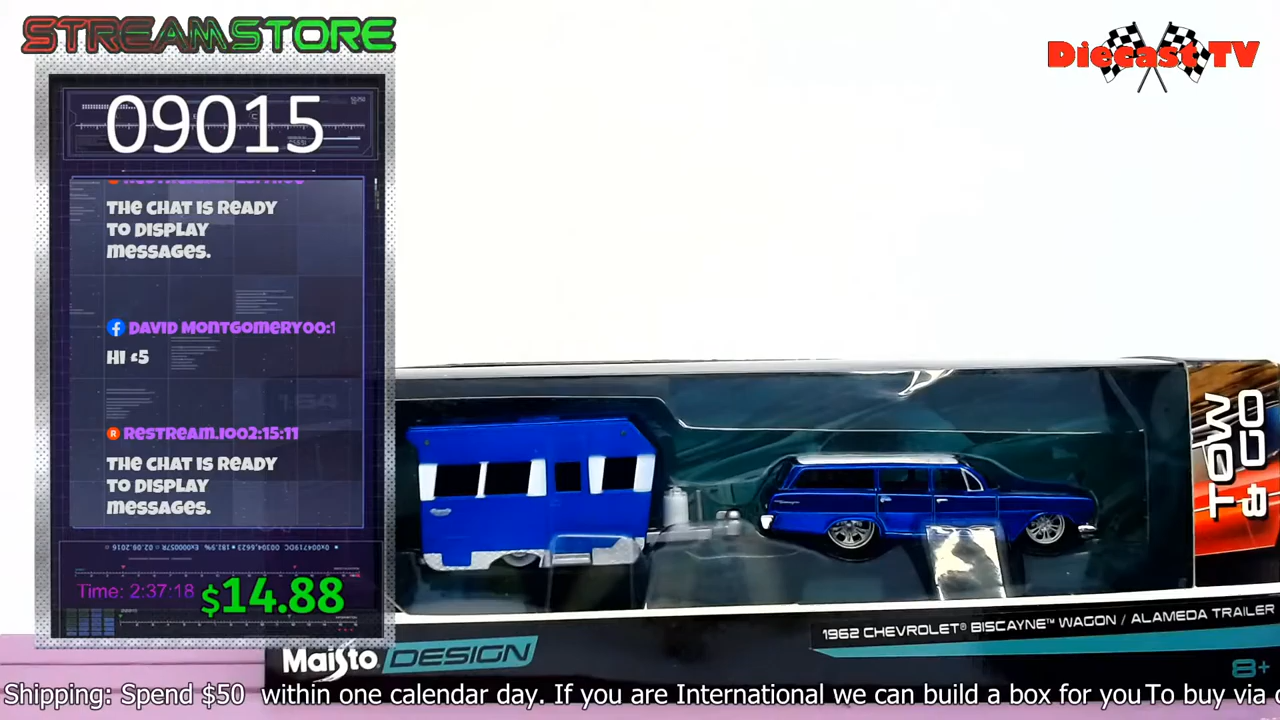 STREAMSTORE
Diecast TV
09015
THE CHAT IS READY
TO DISPLAY
MESSAGES.
DAVID MONTGOMERY00:1
HI
RESTREAM.IO02:15:11
THE CHAT IS READY
TO DISPLAY
MESSAGES.
Time: 2:37:18
$14.88
TOW
& GO
1962 CHEVROLET® BISCAYNE™ WAGON / ALAMEDA TRAILER
Maisto DESIGN
8+
Shipping: Spend $50 within one calendar day. If you are International we can build a box for you To buy via